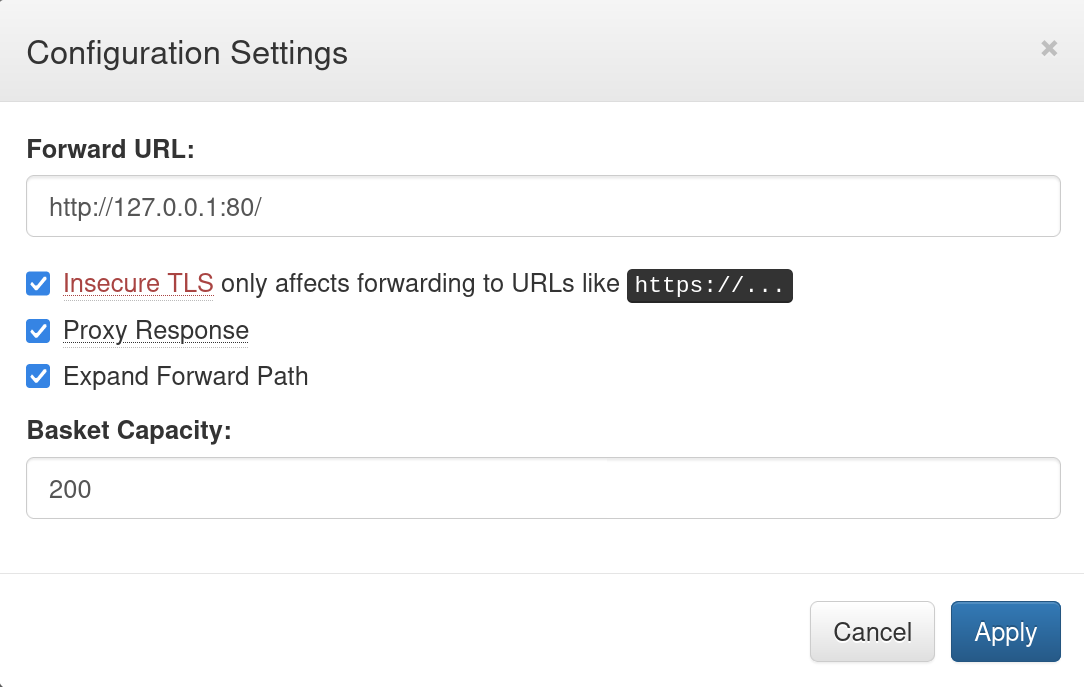 Configuration Settings
Forward URL:
http://127.0.0.1:80/
Insecure TLS only affects forwarding to URLs like https://...
Proxy Response
Expand Forward Path
Basket Capacity:
200
Cancel
Apply